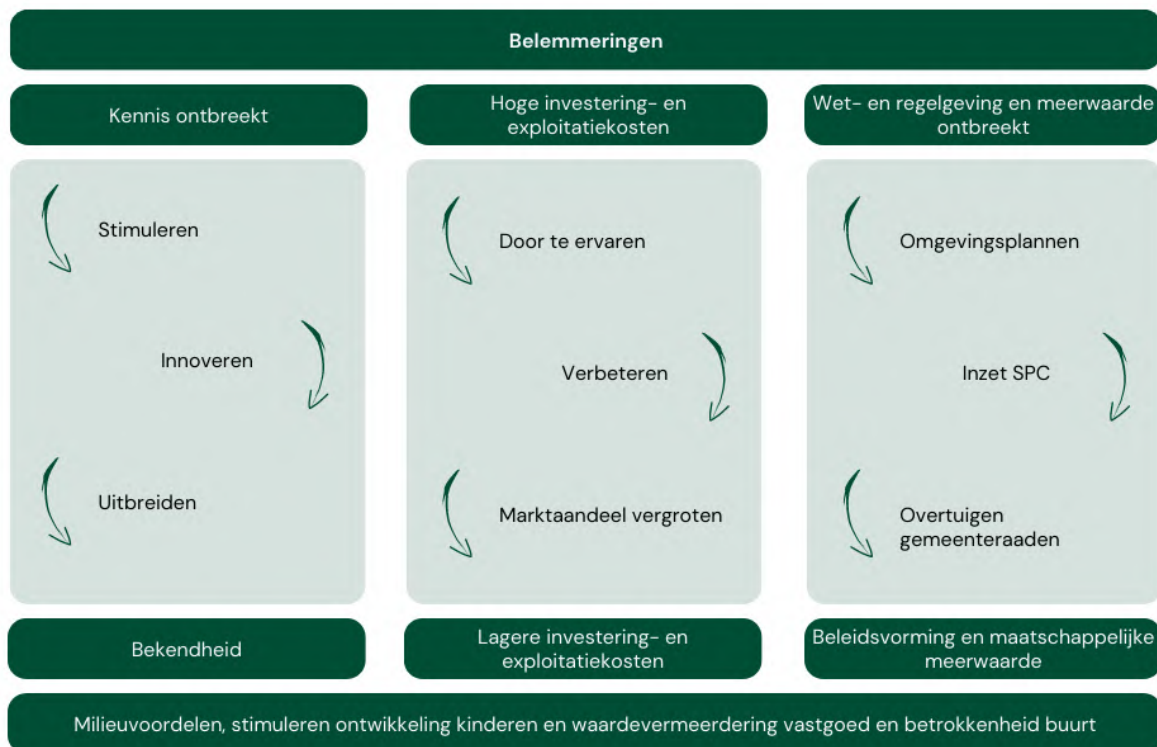 Belemmeringen
Kennis ontbreekt
Hoge investering- en
exploitatiekosten
Wet- en regelgeving en meerwaarde
ontbreekt
Stimuleren
Innoveren
Uitbreiden
Door te ervaren
Verbeteren
Marktaandeel vergroten
Omgevingsplannen
Inzet SPC
Overtuigen
gemeenteraaden
Bekendheid
Lagere investering- en
exploitatiekosten
Beleidsvorming en maatschappelijke
meerwaarde
Milieuvoordelen, stimuleren ontwikkeling kinderen en waardevermeerdering vastgoed en betrokkenheid buurt